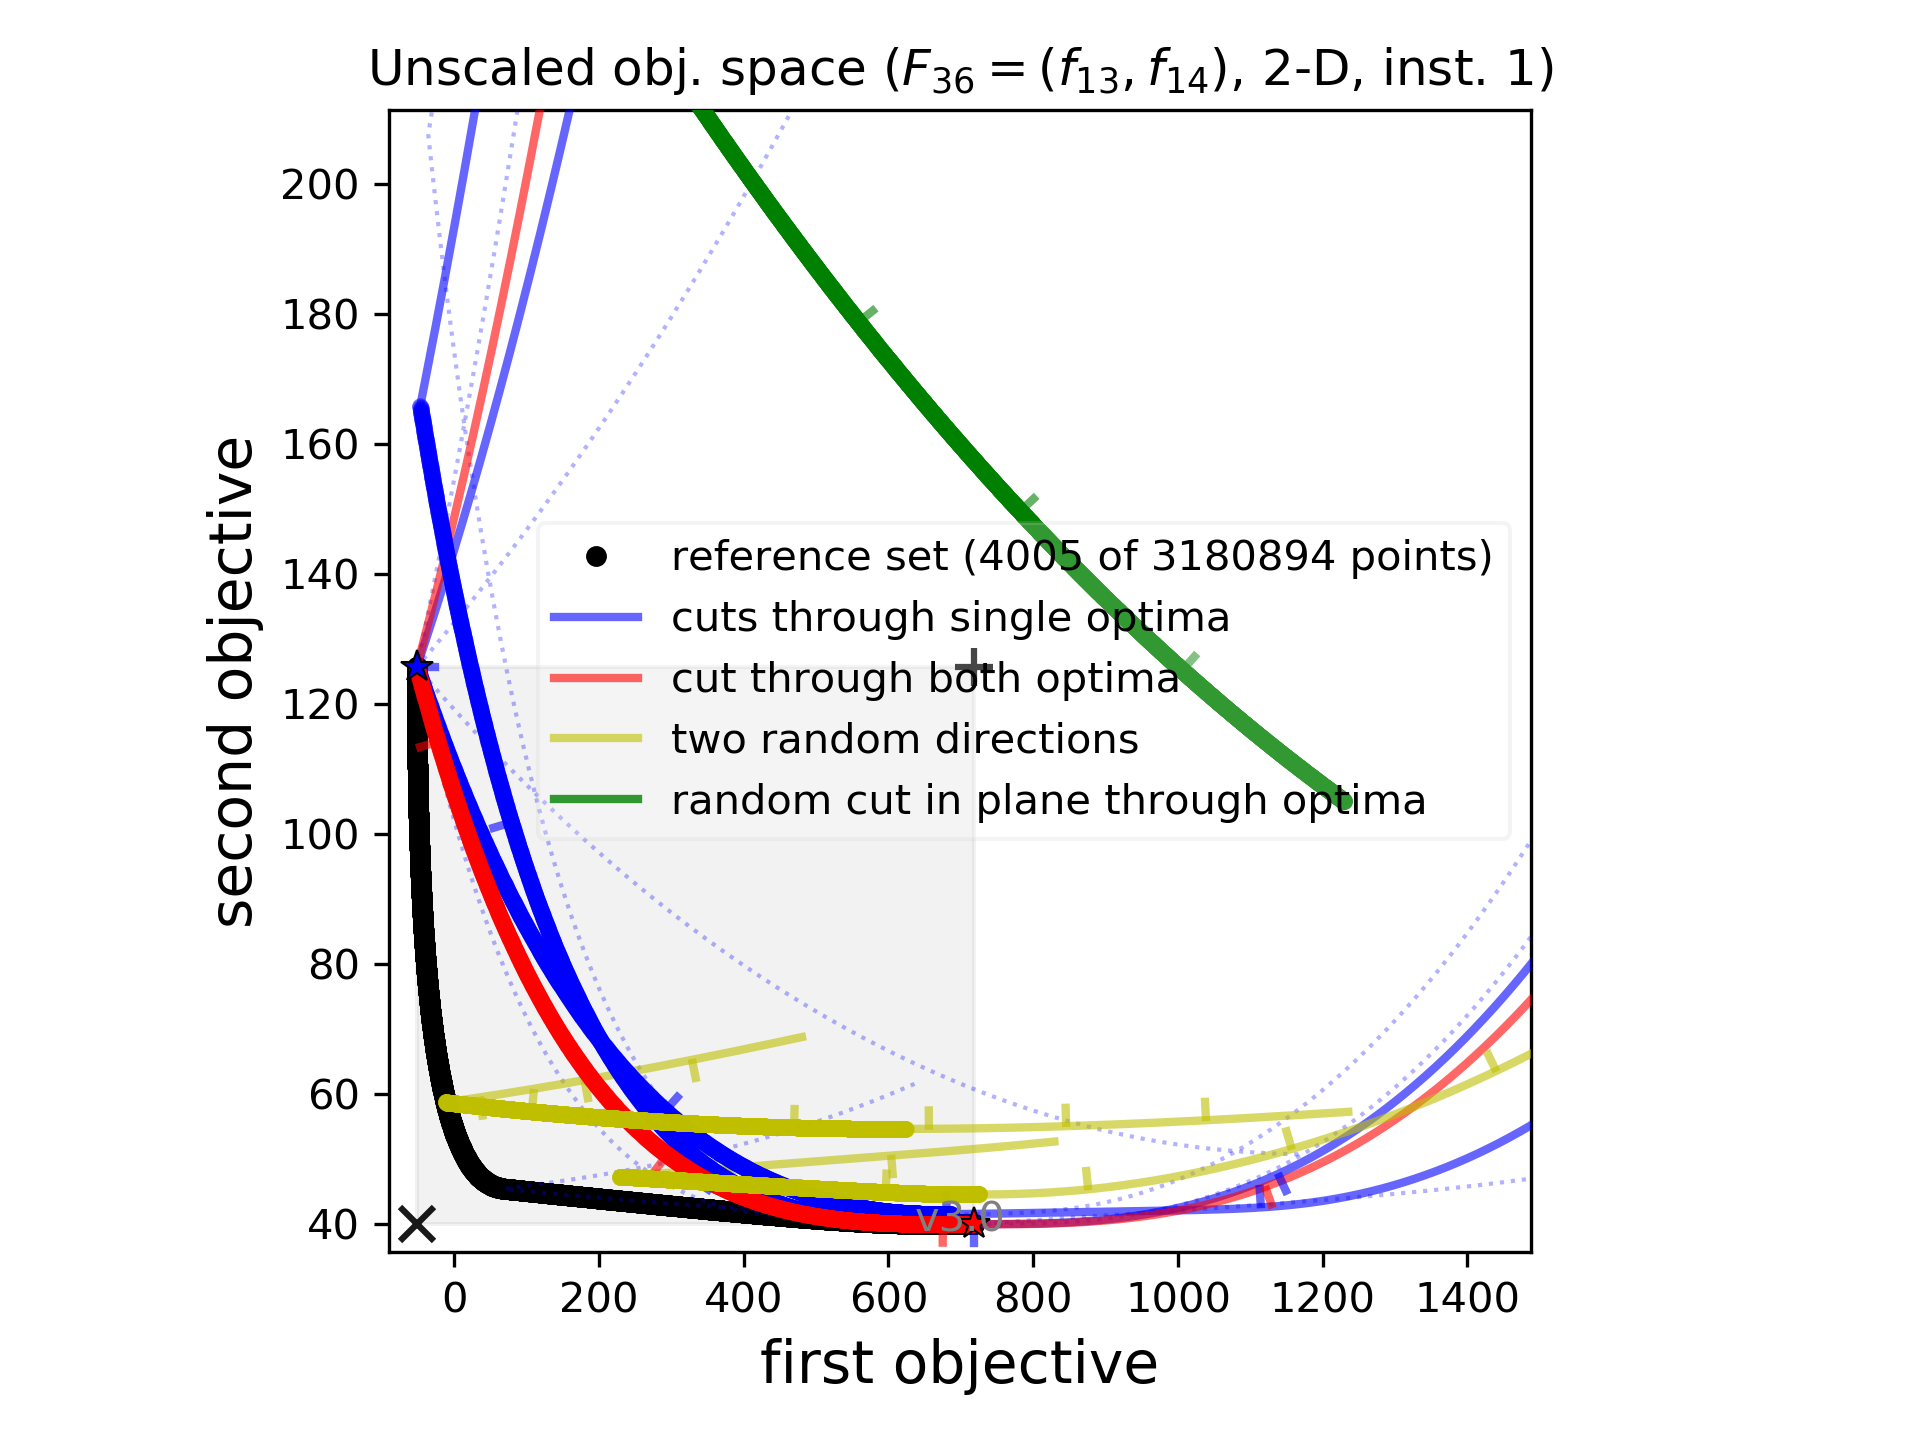 Unscaled obj. space (F36 = (f13, f14), 2-D, inst. 1)
200
180
160
140
120
100
80
60
40
second objective
reference set (4005 of 3180894 points)
cuts through single optima
cut through both optima
two random directions
random cut in plane through optima
v3.0
0 200 400 600 800 1000 1200 1400
first objective